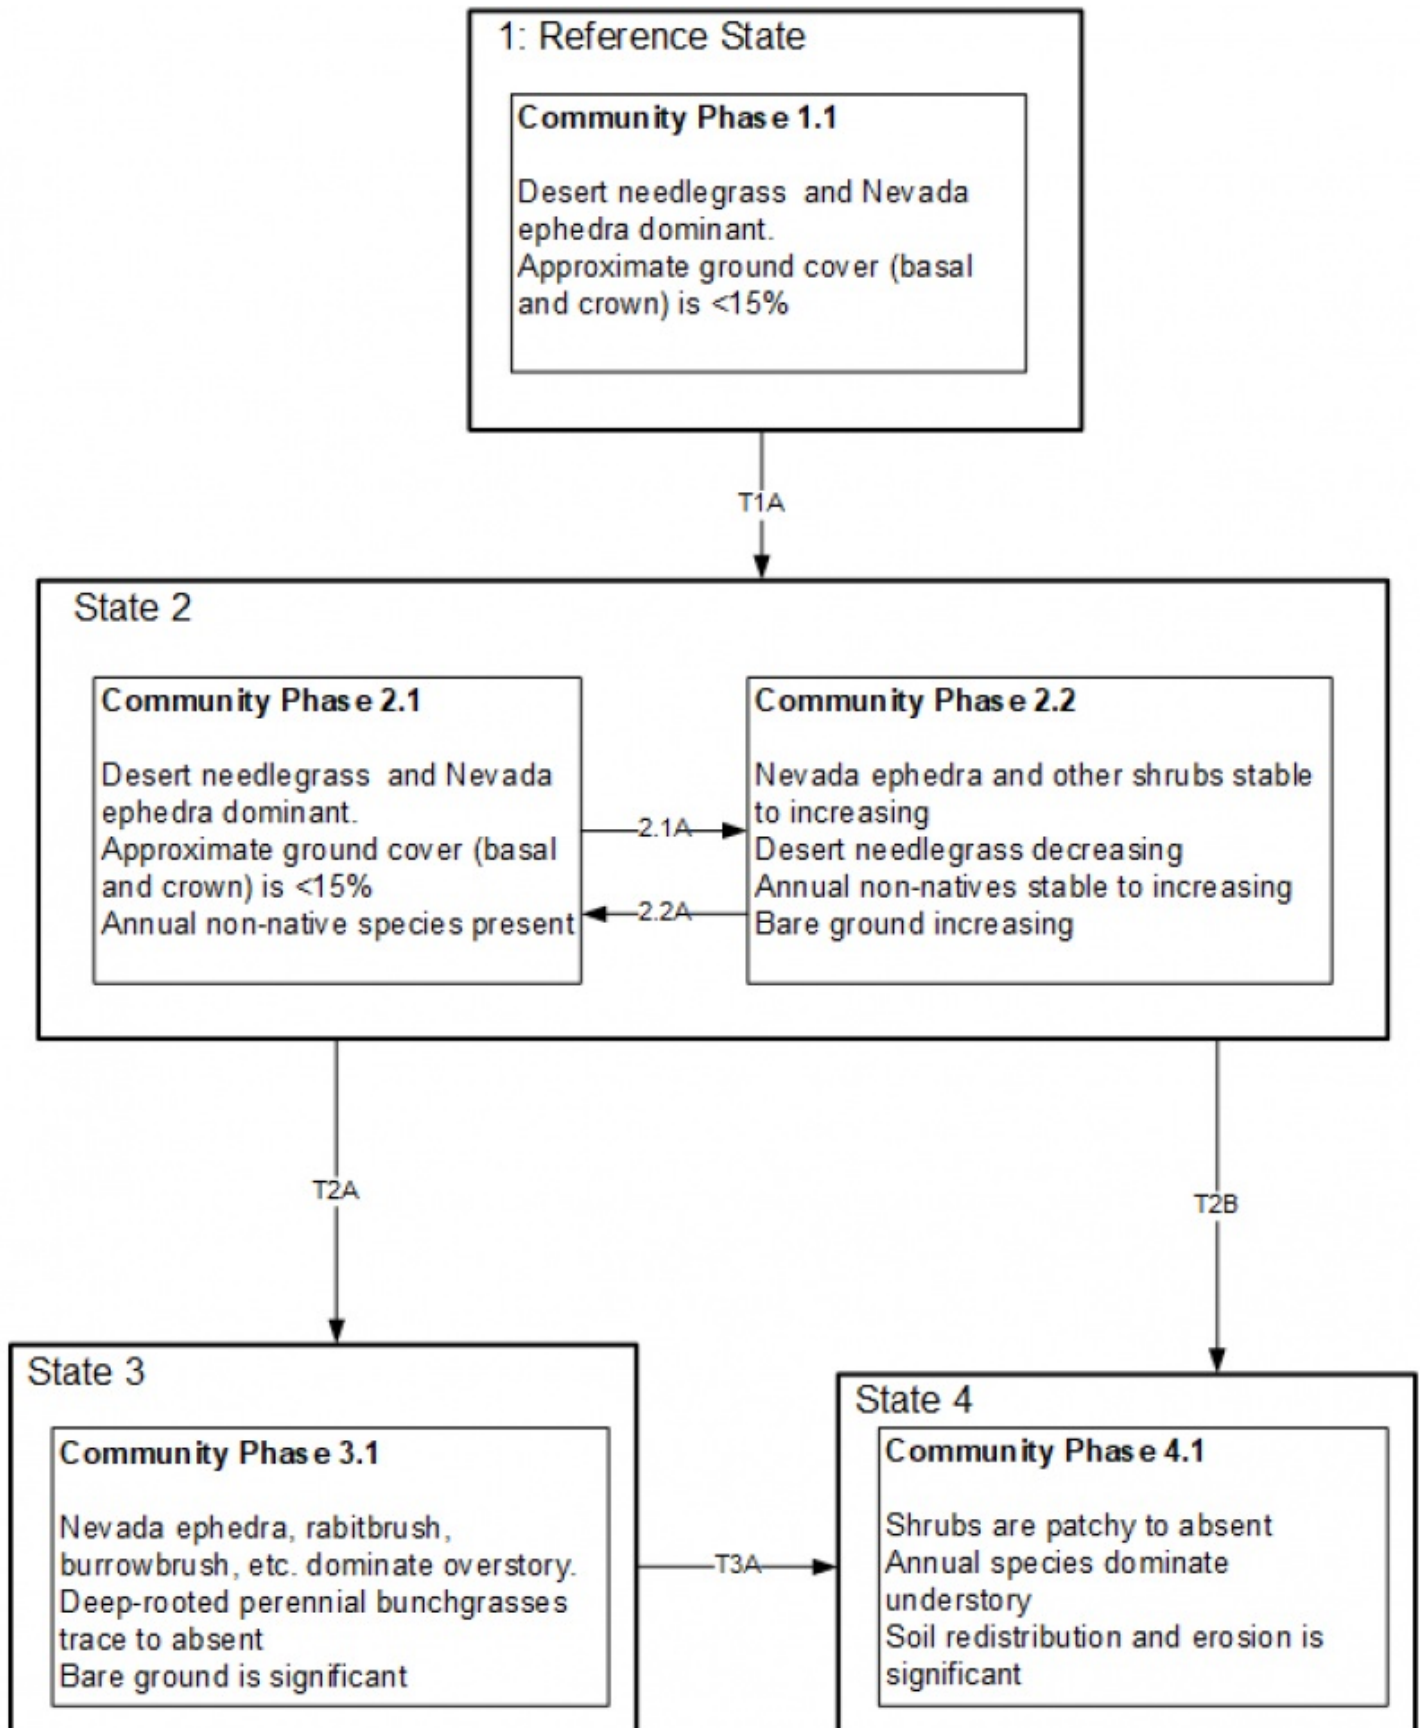 1: Reference State
Community Phase 1.1
Desert needlegrass and Nevada
ephedra dominant.
Approximate ground cover (basal
and crown) is <15%
T1A
State 2
Community Phase 2.1
Desert needlegrass and Nevada
ephedra dominant.
Approximate ground cover (basal
and crown) is <15%
Annual non-native species present
2.1A
2.2A
Community Phase 2.2
Nevada ephedra and other shrubs stable
to increasing
Desert needlegrass decreasing
Annual non-natives stable to increasing
Bare ground increasing
T2A
T2B
State 3
Community Phase 3.1
Nevada ephedra, rabitbrush,
burrowbrush, etc. dominate overstory.
Deep-rooted perennial bunchgrasses
trace to absent
Bare ground is significant
T3A
State 4
Community Phase 4.1
Shrubs are patchy to absent
Annual species dominate
understory
Soil redistribution and erosion is
significant